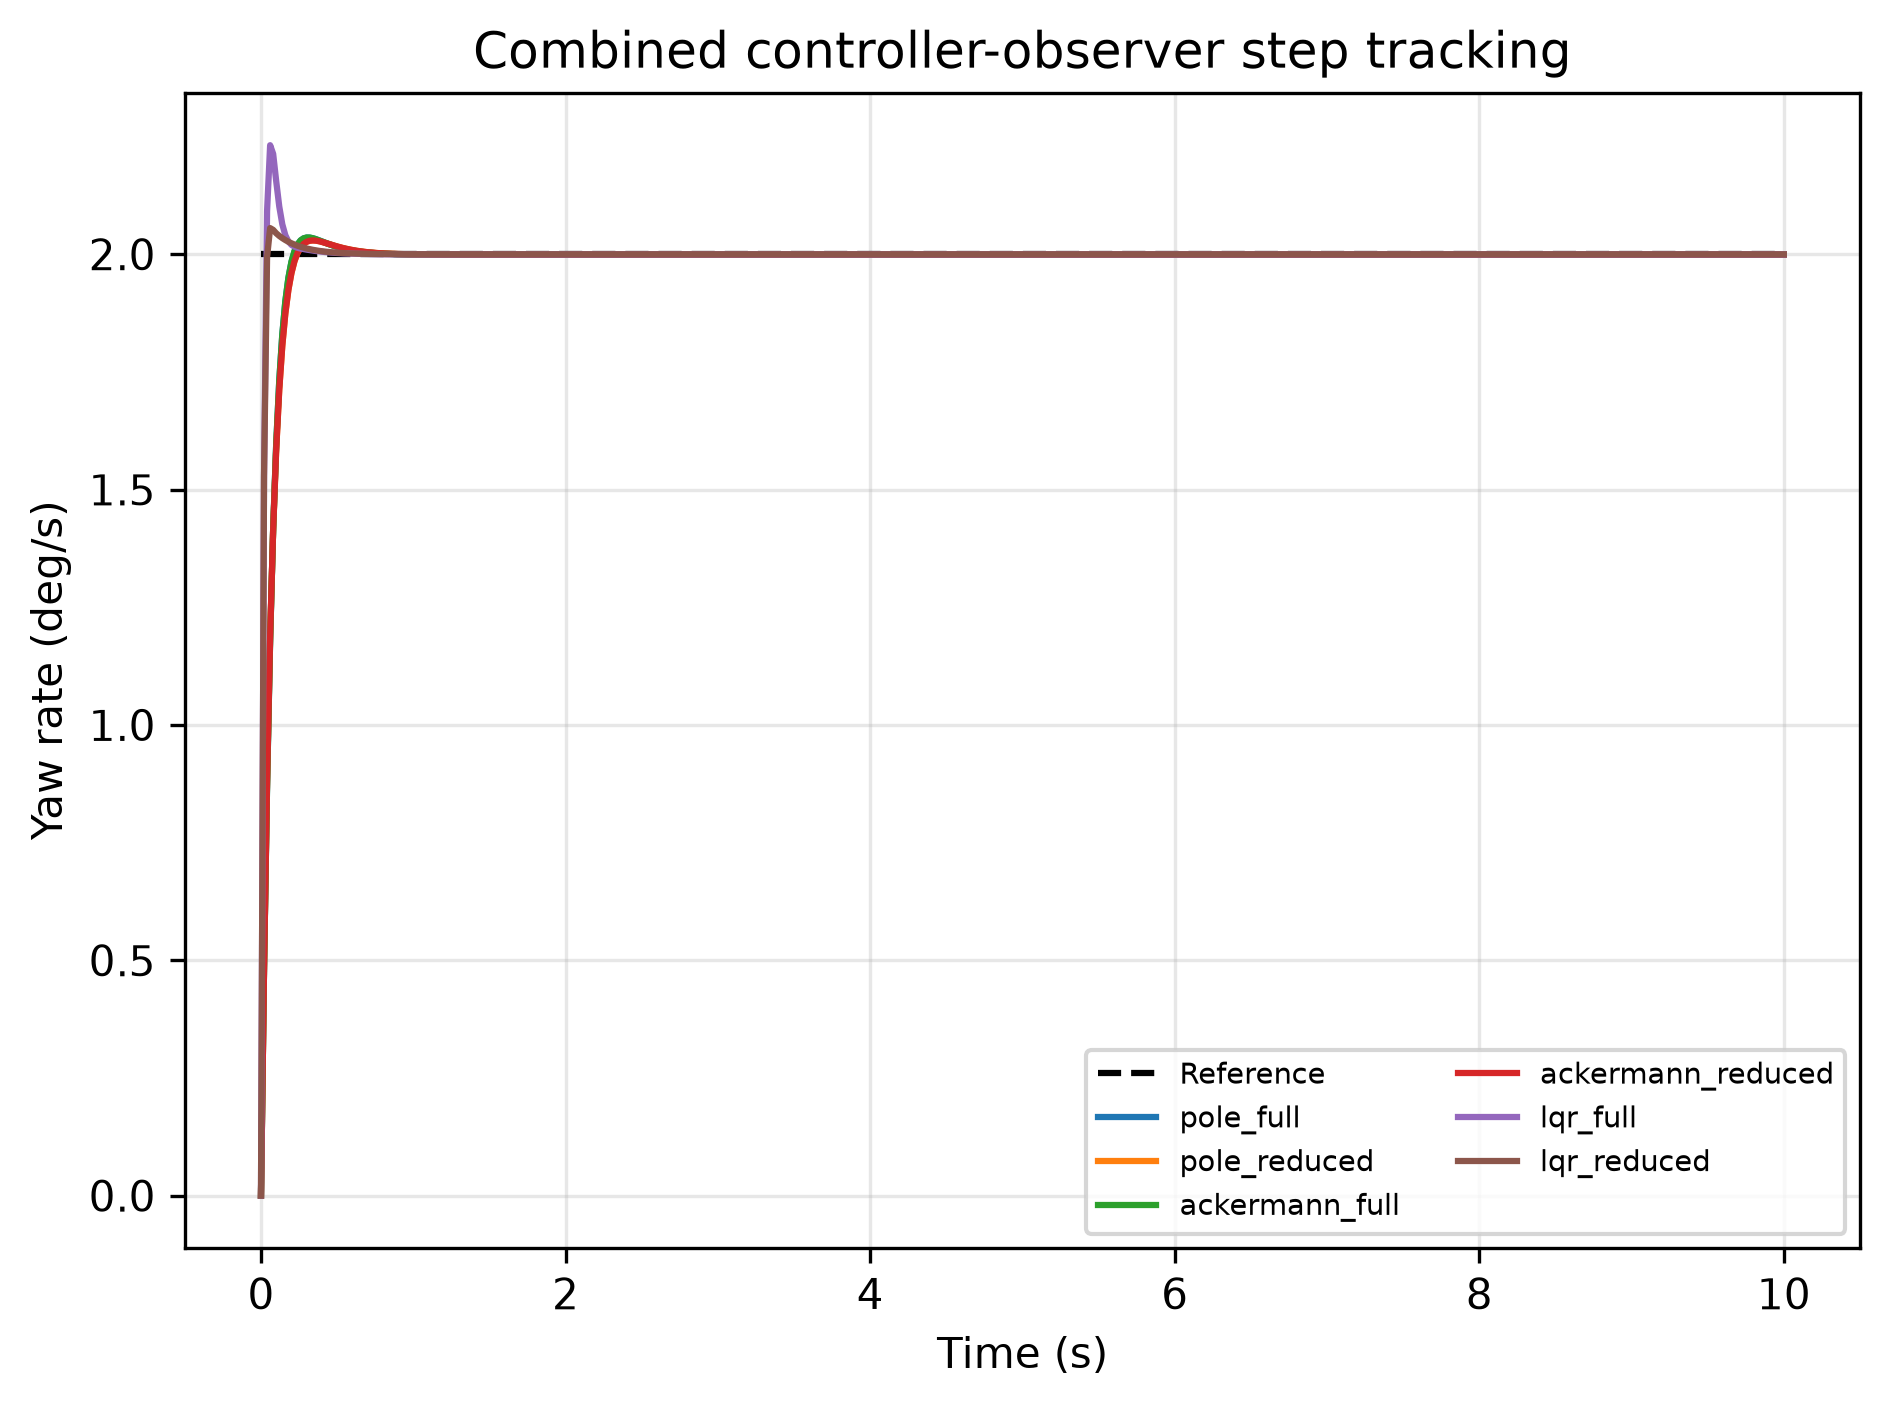 Combined controller-observer step tracking
Yaw rate (deg/s)
2.0
1.5
1.0
0.5
0.0
Reference
pole_full
pole_reduced
ackermann_full
ackermann_reduced
lqr_full
lqr_reduced
0 2 4 6 8 10
Time (s)